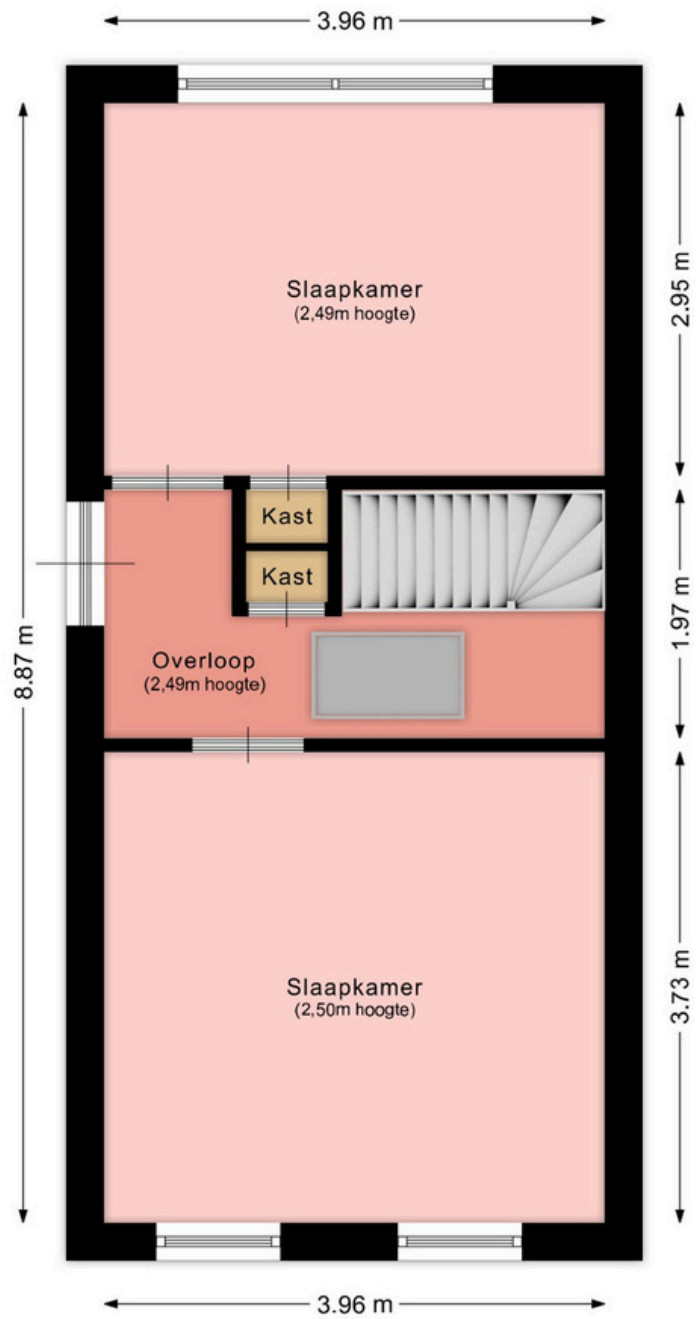 3.96 m
Slaapkamer
(2,49m hoogte)
2.95 m
Kast
Kast
1.97 m
8.87 m
Overloop
(2,49m hoogte)
Slaapkamer
(2,50m hoogte)
3.73 m
3.96 m